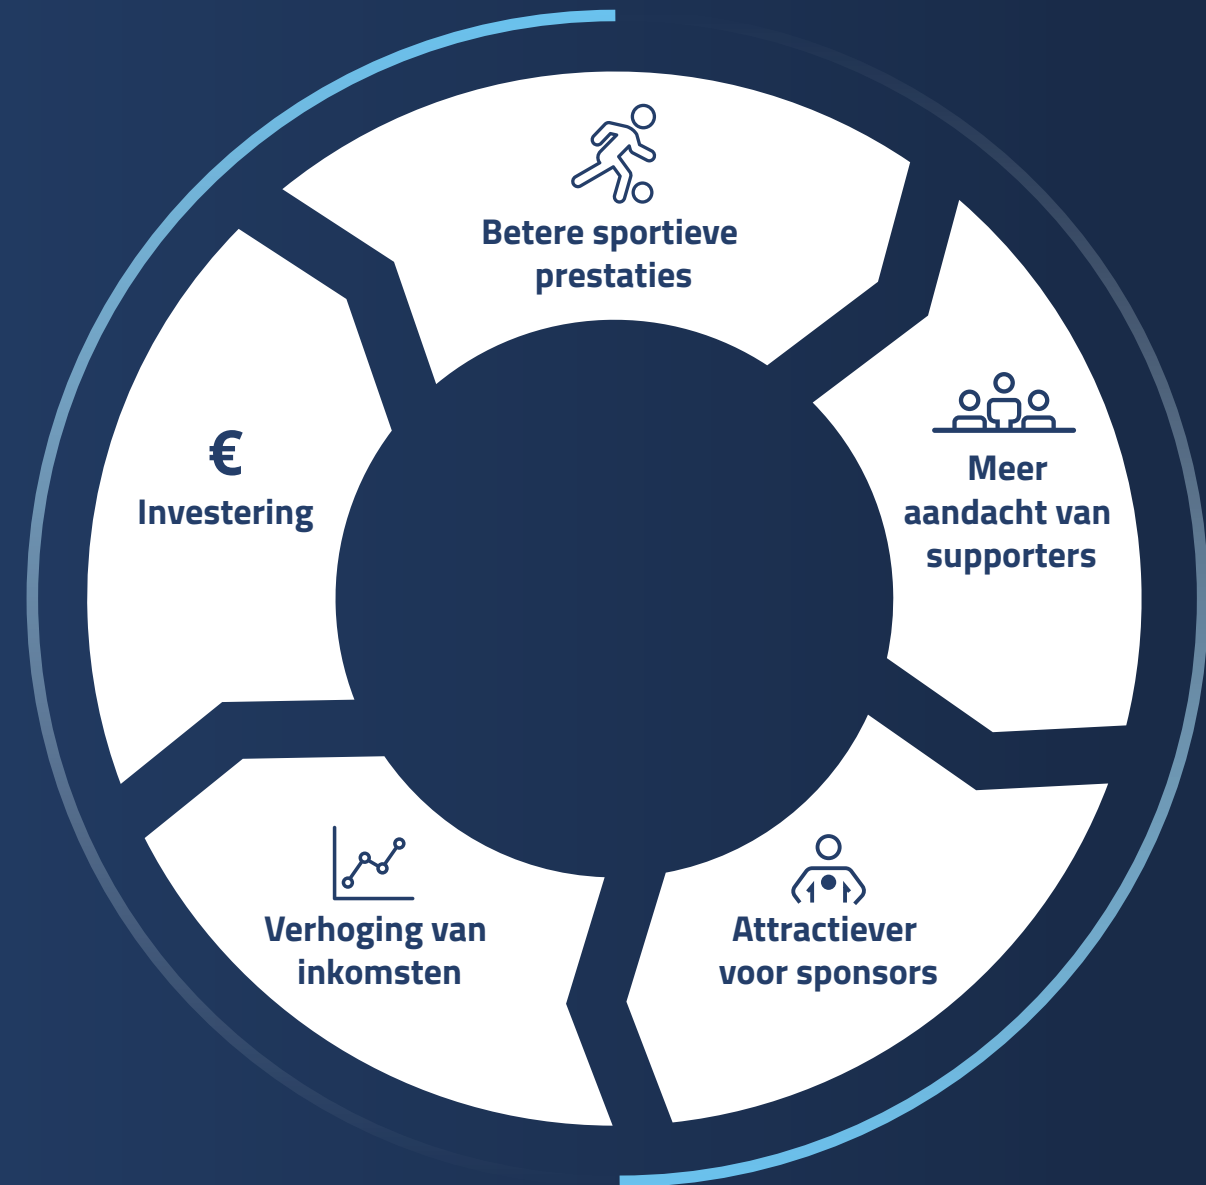 Betere sportieve
prestaties
Meer
aandacht van
supporters
Attractiever
voor sponsors
Verhoging van
inkomsten
€
Investering